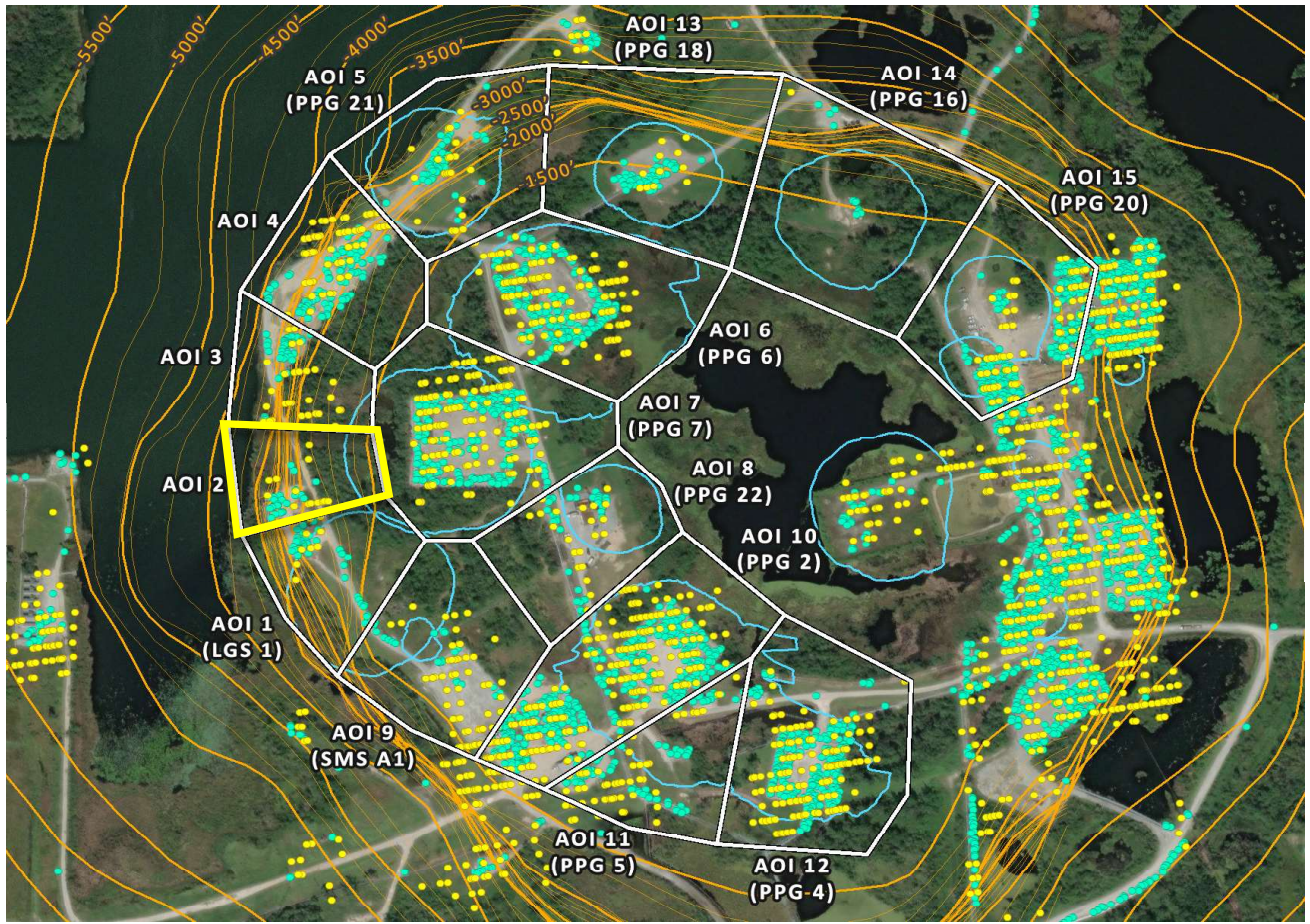 -5500'
-5000'
-4500'
-4000'
-3500'
-3000'
-2500'
-2000'
-1500'
AOI 13
(PPG 18)
AOI 5
(PPG 21)
AOI 14
(PPG 16)
AOI 15
(PPG 20)
AOI 4
AOI 3
AOI 6
(PPG 6)
AOI 7
(PPG 7)
AOI 2
AOI 8
(PPG 22)
AOI 10
(PPG 2)
AOI 1
(LGS 1)
AOI 9
(SMS A1)
AOI 11
(PPG 5)
AOI 12
(PPG 4)